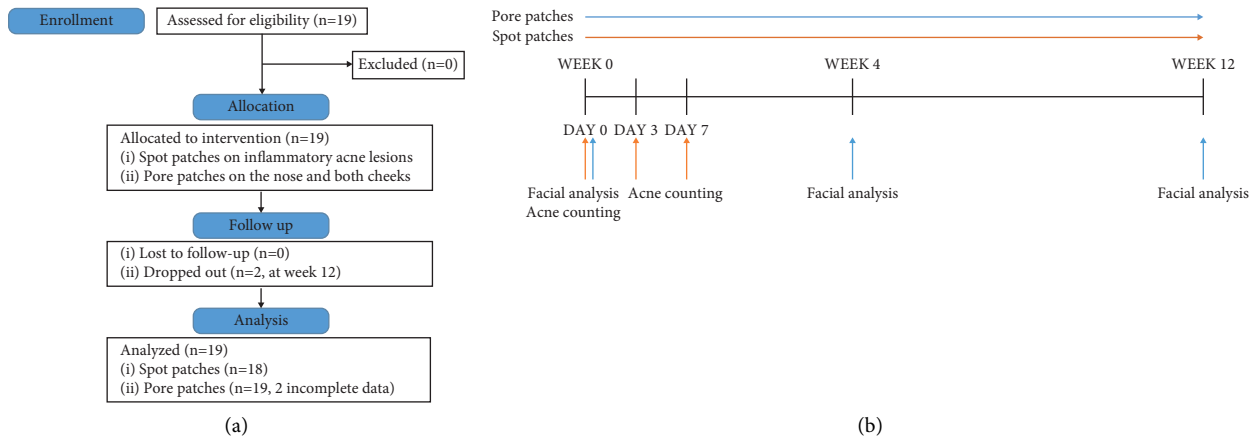 Enrollment
Assessed for eligibility (n=19)
Excluded (n=0)
Allocation
Allocated to intervention (n=19)
(i) Spot patches on inflammatory acne lesions
(ii) Pore patches on the nose and both cheeks
Follow up
(i) Lost to follow-up (n=0)
(ii) Dropped out (n=2, at week 12)
Analysis
Analyzed (n=19)
(i) Spot patches (n=18)
(ii) Pore patches (n=19, 2 incomplete data)
(a)
Pore patches
Spot patches
WEEK 0 WEEK 4 WEEK 12
DAY 0 DAY 3 DAY 7
Facial analysis Acne counting Facial analysis Facial analysis
Acne counting
(b)